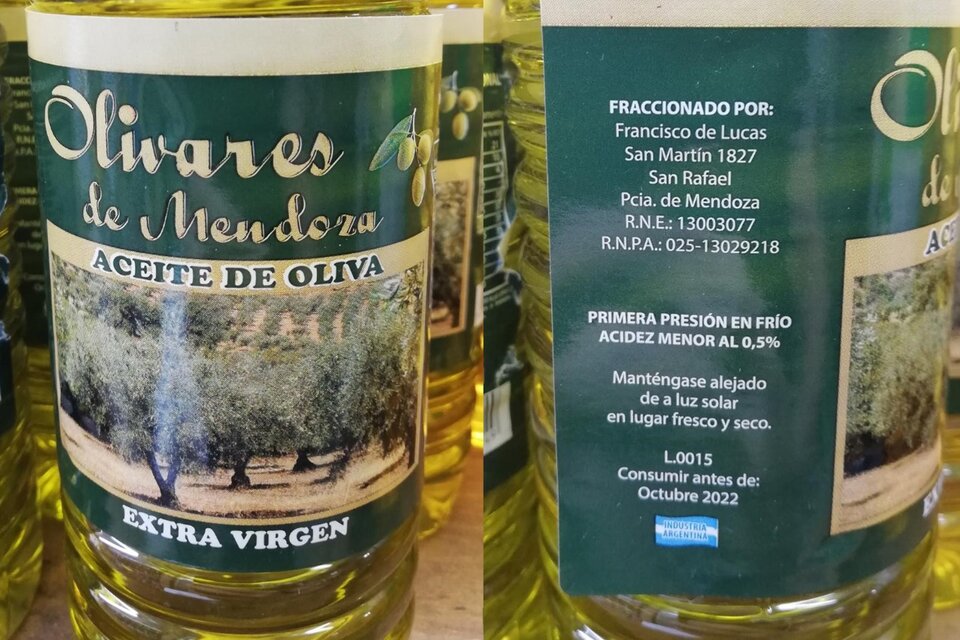 Olivares
de Mendoza
ACEITE DE OLIVA
EXTRA VIRGEN
FRACCIONADO POR:
Francisco de Lucas
San Martín 1827
San Rafael
Pcia. de Mendoza
R.N.E.: 13003077
R.N.P.A.: 025-13029218
PRIMERA PRESIÓN EN FRÍO
ACIDEZ MENOR AL 0,5%
Manténgase alejado
de a luz solar
en lugar fresco y seco.
L.0015
Consumir antes de:
Octubre 2022
INDUSTRIA
ARGENTINA